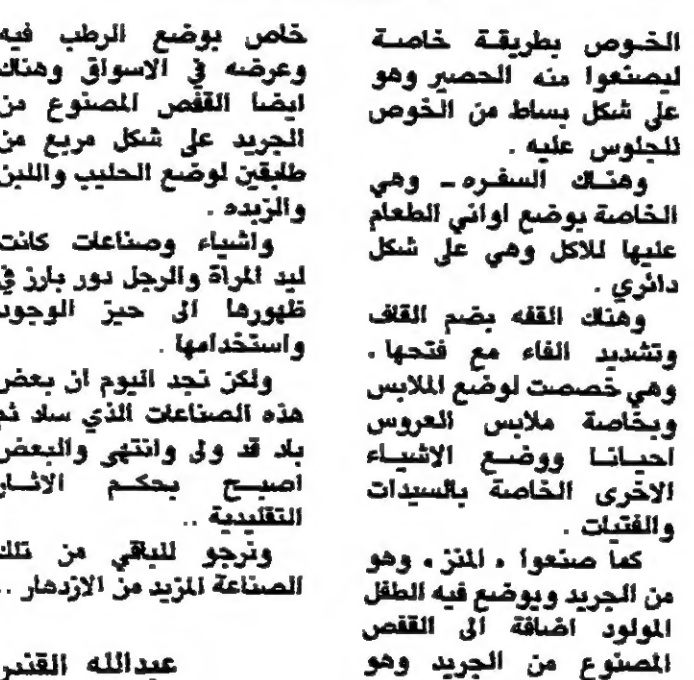 الخوص بطريقة خاصة
ليصنعوا منه الحصير وهو
على شكل بساط من الخوص
للجلوس عليه .
وهناك السفره ـ وهي
الخاصة بوضع اواني الطعام
عليها للاكل وهي على شكل
دائري .
وهناك القفه بضم القاف
وتشديد الفاء مع فتحها .
وهي خصصت لوضع الملابس
وبخاصة ملابس العروس
احيانا ووضع الاشياء
الاخرى الخاصة بالسيدات
والفتيات .
كما صنعوا ، المنز ، وهو
من الجريد ويوضع فيه الطفل
المولود اضافة الى القفص
المصنوع من الجريد وهو
خاص بوضع الرطب فيه
وعرضه في الاسواق وهناك
ايضا القفص المصنوع من
الجريد على شكل مربع من
طابقين لوضع الحليب واللبن
والزبده .
واشياء وصناعات كانت
ليد المراة والرجل دور بارز في
ظهورها الى حيز الوجود
واستخدامها .
ولكن نجد اليوم ان بعض
هذه الصناعات الذي ساد ثم
باد قد ولى وانتهى والبعض
اصبح بحكم الاثار
التقليدية ..
ونرجو للباقي من تلك
الصناعة المزيد من الازدهار ..
عبدالله القنبر